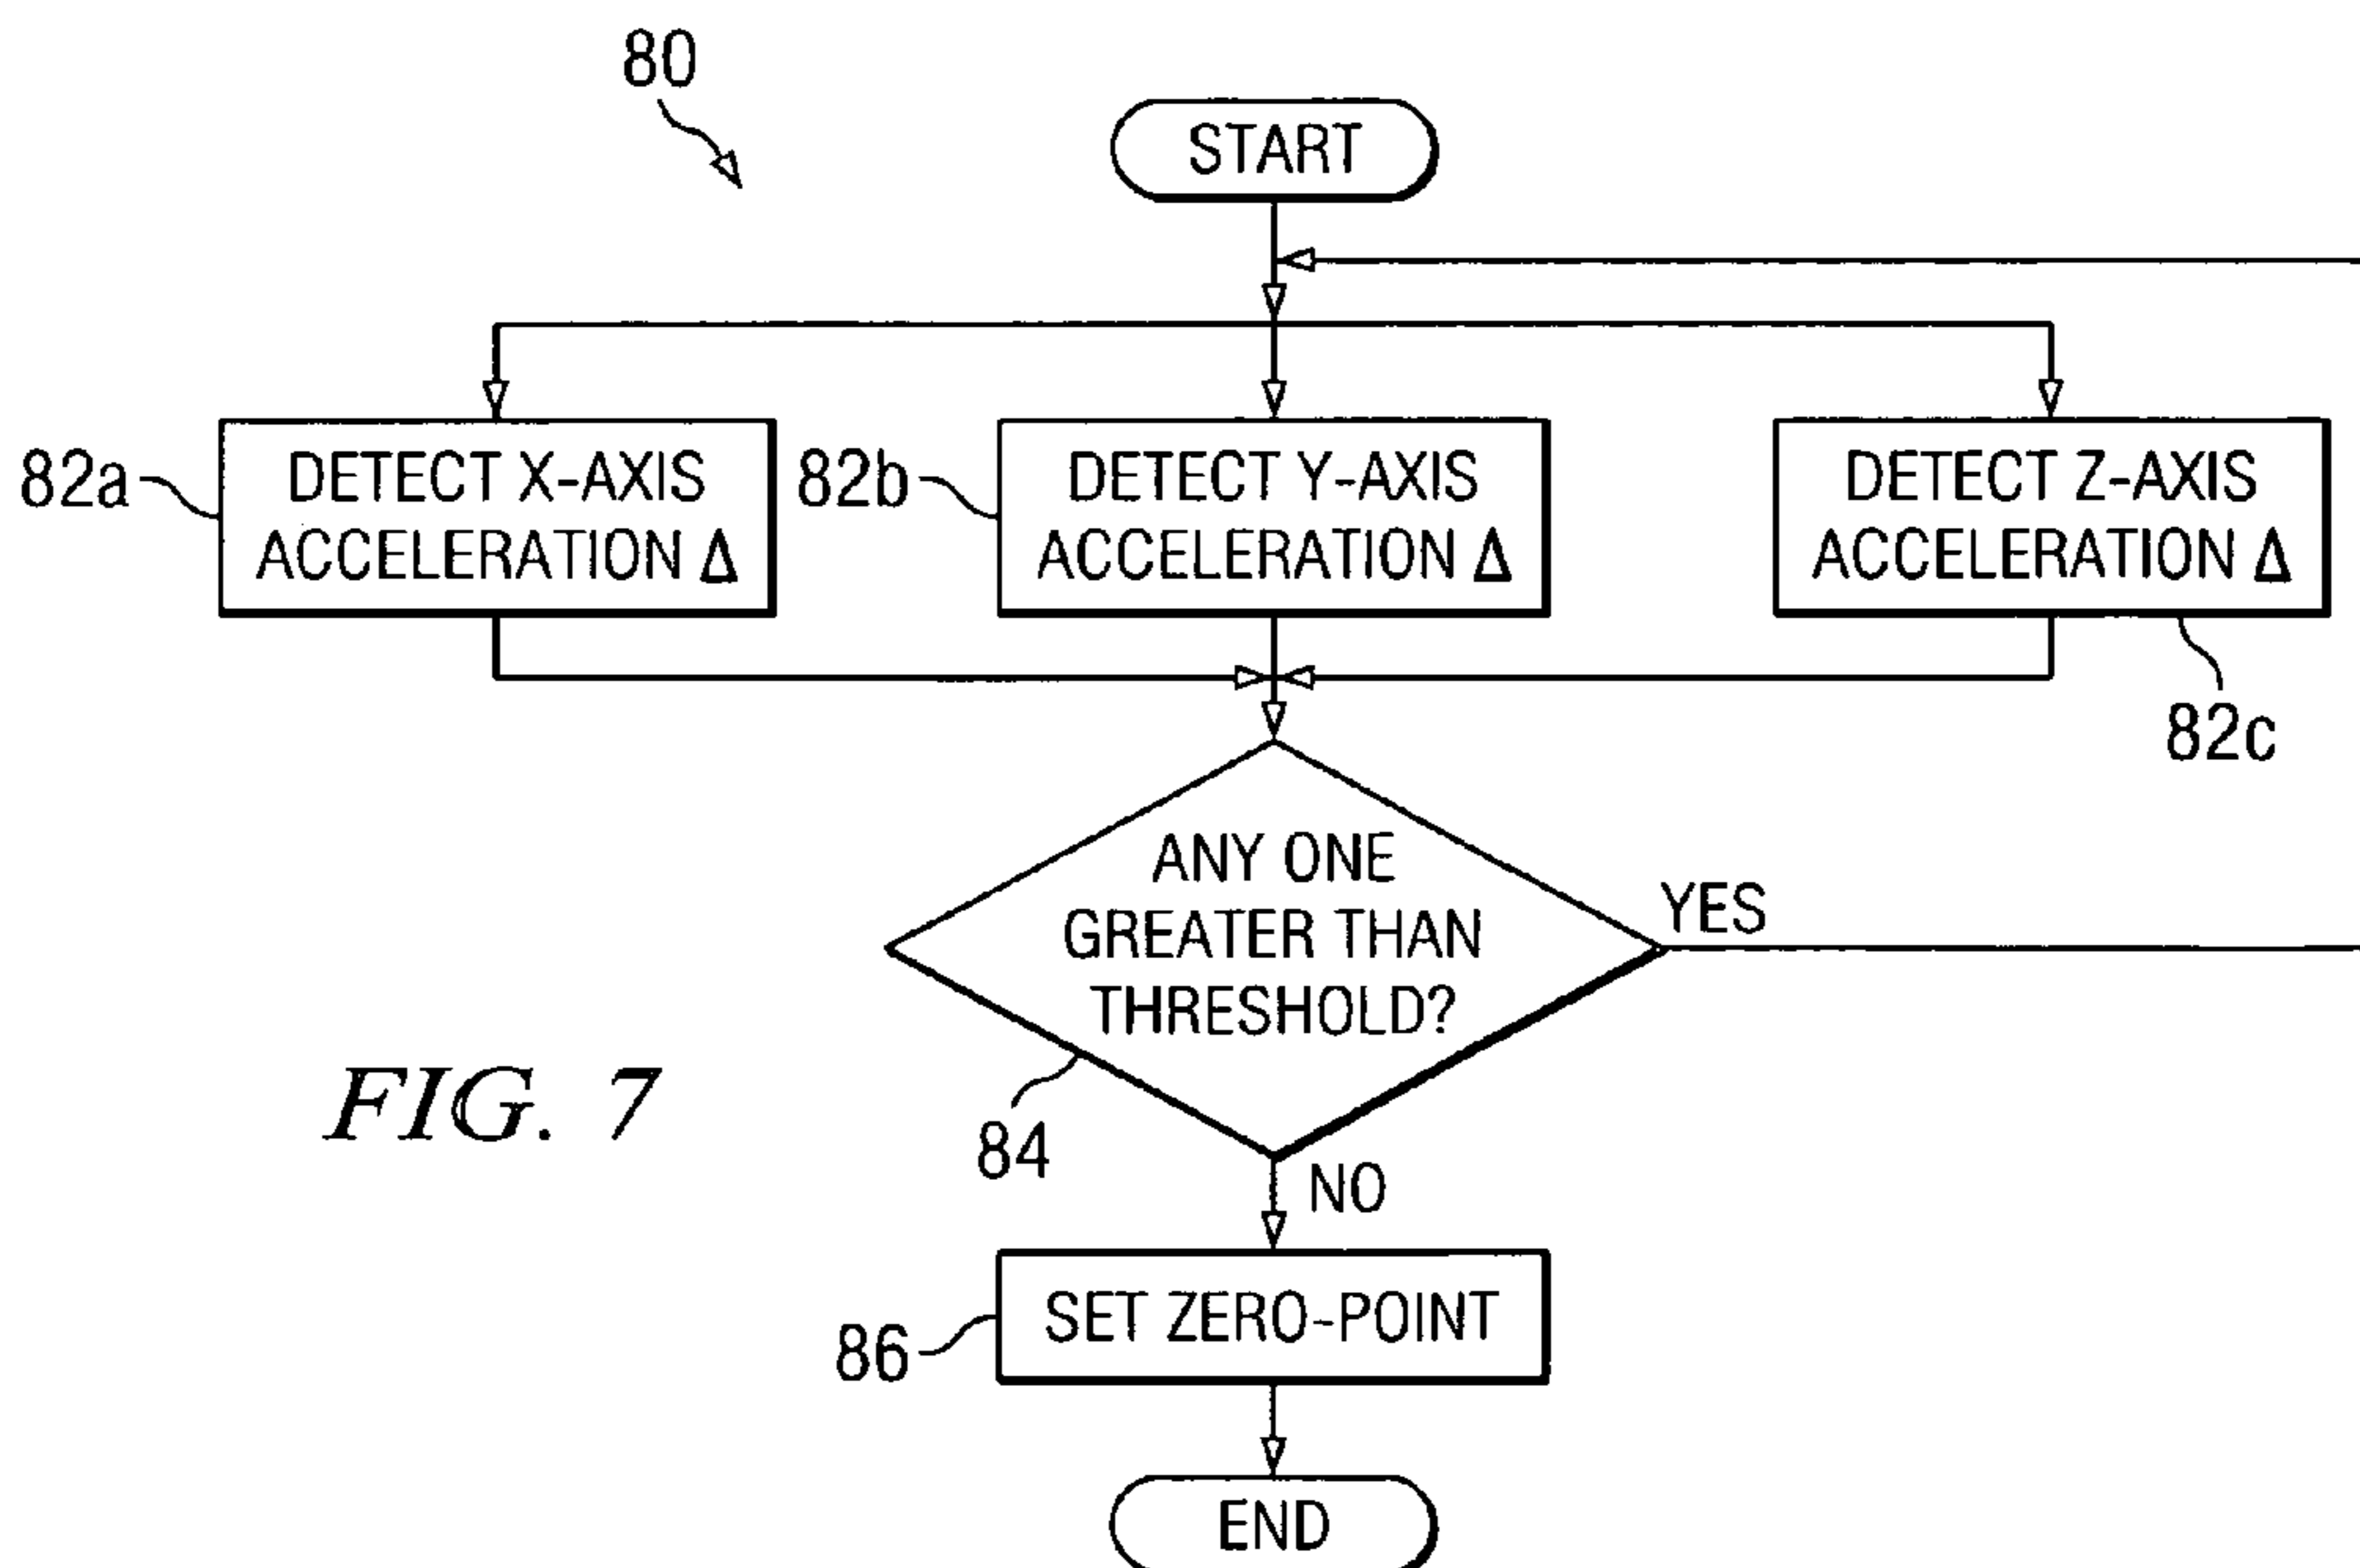 80
START
82a
DETECT X-AXIS
ACCELERATION Δ
82b
DETECT Y-AXIS
ACCELERATION Δ
DETECT Z-AXIS
ACCELERATION Δ
82c
ANY ONE
GREATER THAN
THRESHOLD?
YES
84
NO
FIG. 7
SET ZERO-POINT
86
END